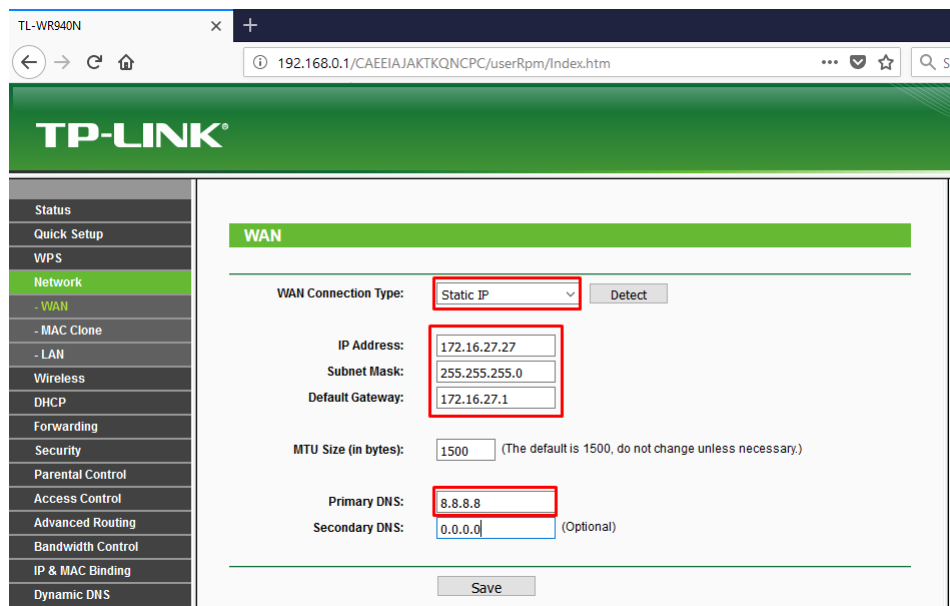 TL-WR940N
192.168.0.1/CAEEIAJAKTKQNCPC/userRpm/Index.htm
S
TP-LINK®
Status
Quick Setup
WPS
Network
- WAN
- MAC Clone
- LAN
Wireless
DHCP
Forwarding
Security
Parental Control
Access Control
Advanced Routing
Bandwidth Control
IP & MAC Binding
Dynamic DNS
WAN
WAN Connection Type: Static IP Detect
IP Address: 172.16.27.27
Subnet Mask: 255.255.255.0
Default Gateway: 172.16.27.1
MTU Size (in bytes): 1500 (The default is 1500, do not change unless necessary.)
Primary DNS: 8.8.8.8
Secondary DNS: 0.0.0.0 (Optional)
Save